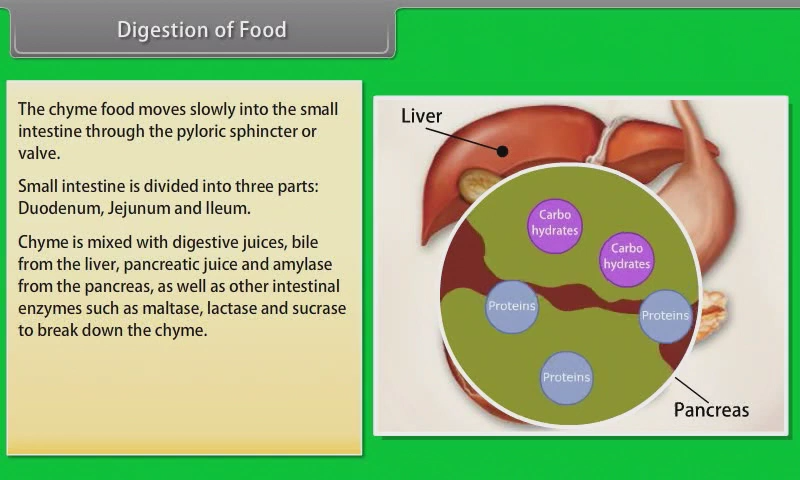 Digestion of Food
The chyme food moves slowly into the small
intestine through the pyloric sphincter or
valve.
Small intestine is divided into three parts:
Duodenum, Jejunum and Ileum.
Chyme is mixed with digestive juices, bile
from the liver, pancreatic juice and amylase
from the pancreas, as well as other intestinal
enzymes such as maltase, lactase and sucrase
to break down the chyme.
Liver
Carbo
hydrates
Carbo
hydrates
Proteins
Proteins
Proteins
Pancreas